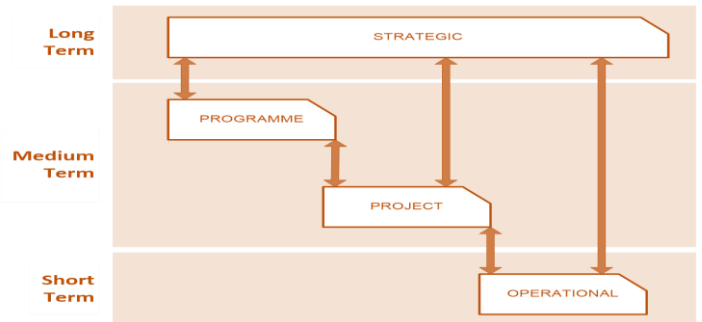 Long
Term
STRATEGIC
PROGRAMME
Medium
Term
PROJECT
Short
Term
OPERATIONAL